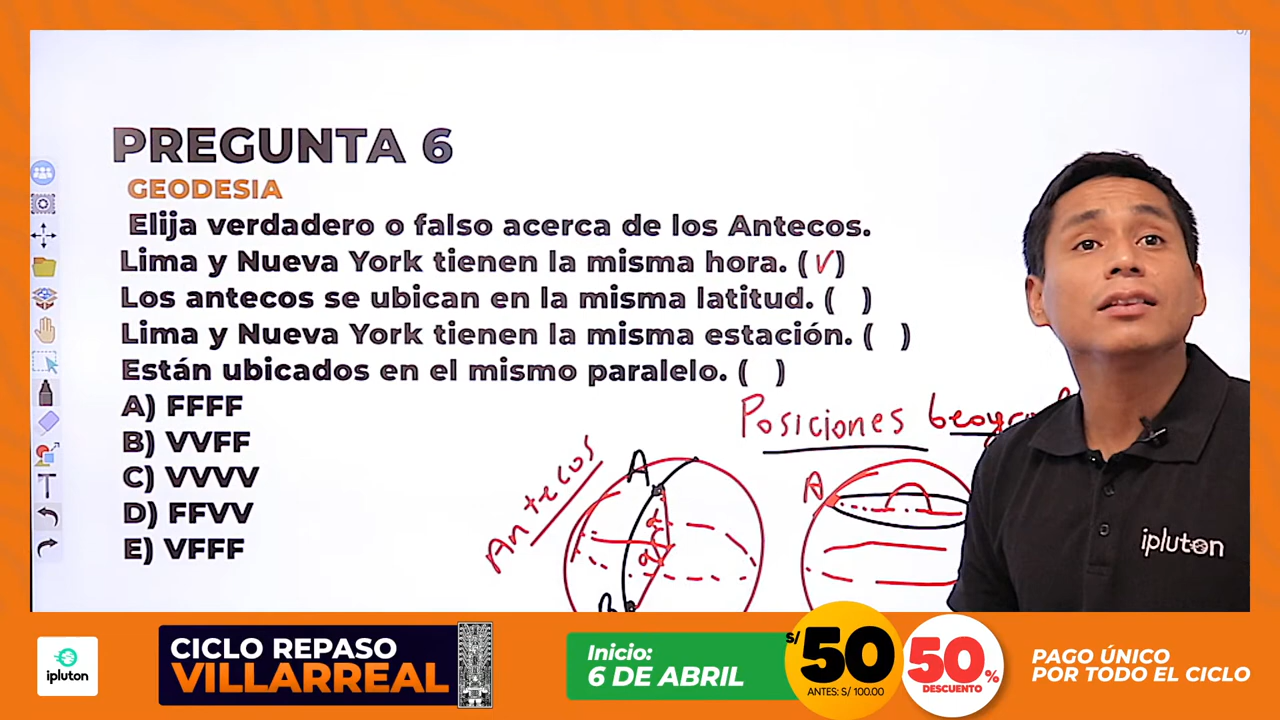 PREGUNTA 6
GEODESIA
Elija verdadero o falso acerca de los Antecos.
Lima y Nueva York tienen la misma hora. (V)
Los antecos se ubican en la misma latitud. ( )
Lima y Nueva York tienen la misma estación. ( )
Están ubicados en el mismo paralelo. ( )
A) FFFF
B) VVFF
C) VVVV
D) FFVV
E) VFFF
Posiciones
Antecos
A
α
α
B
A
ipluton
ipluton
CICLO REPASO
VILLARREAL
Inicio:
6 DE ABRIL
S/ 50
ANTES: S/ 100.00
50%
DESCUENTO
PAGO ÚNICO
POR TODO EL CICLO